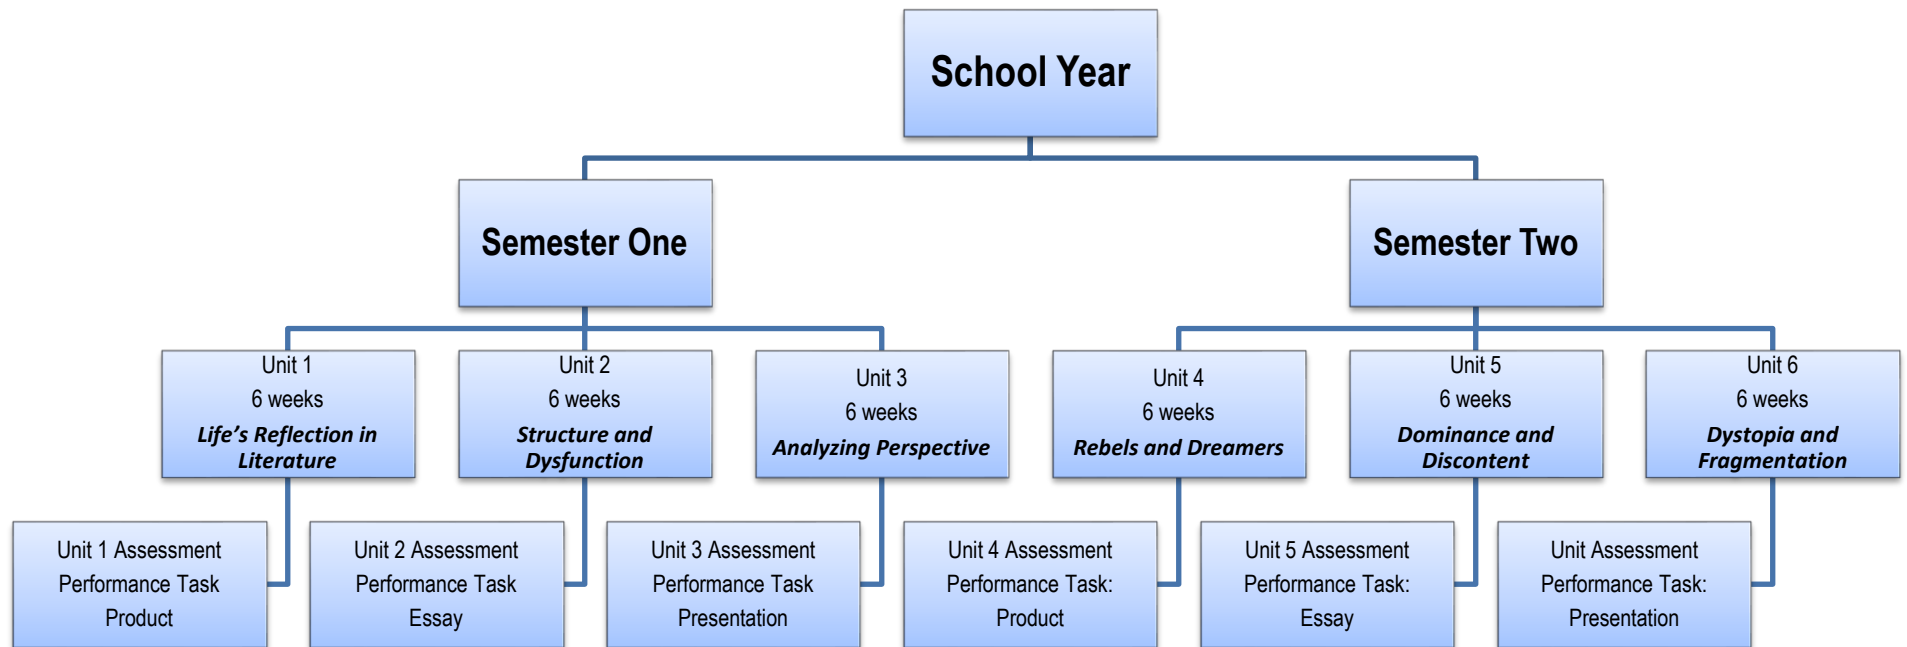 School Year
Semester One
Semester Two
Unit 1
6 weeks
Life's Reflection in
Literature
Unit 2
6 weeks
Structure and
Dysfunction
Unit 3
6 weeks
Analyzing Perspective
Unit 4
6 weeks
Rebels and Dreamers
Unit 5
6 weeks
Dominance and
Discontent
Unit 6
6 weeks
Dystopia and
Fragmentation
Unit 1 Assessment
Performance Task
Product
Unit 2 Assessment
Performance Task
Essay
Unit 3 Assessment
Performance Task
Presentation
Unit 4 Assessment
Performance Task:
Product
Unit 5 Assessment
Performance Task:
Essay
Unit Assessment
Performance Task:
Presentation